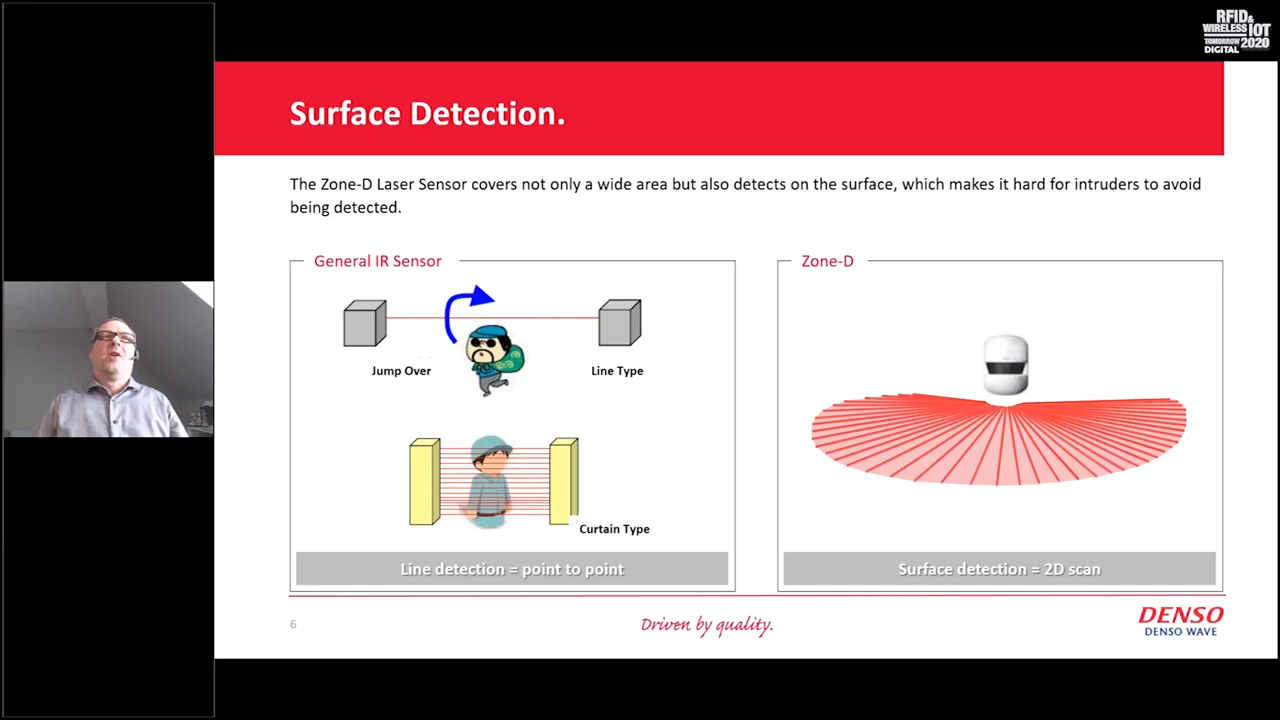 RFID&
WIRELESS IOT
TOMORROW 2020
DIGITAL
Surface Detection.
The Zone-D Laser Sensor covers not only a wide area but also detects on the surface, which makes it hard for intruders to avoid
being detected.
General IR Sensor
Jump Over
Line Type
Curtain Type
Line detection = point to point
Zone-D
Surface detection = 2D scan
6
Driven by quality.
DENSO
DENSO WAVE